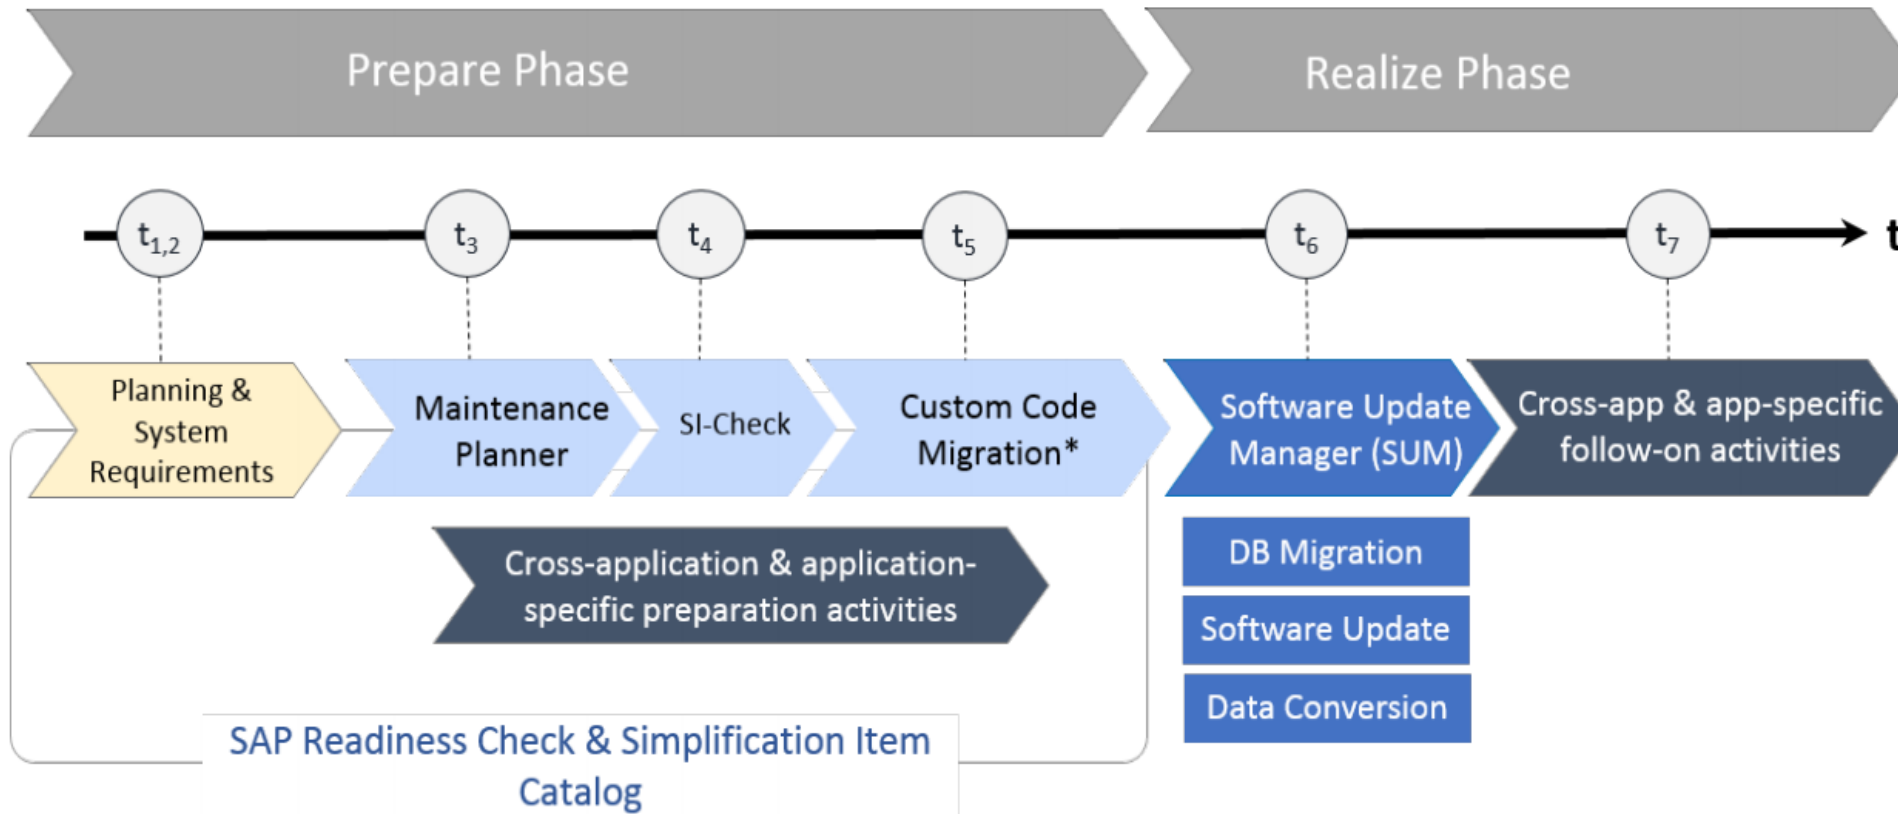 Prepare Phase
Realize Phase
t1,2
t3
t4
t5
t6
t7
t
Planning &
System
Requirements
Maintenance
Planner
SI-Check
Custom Code
Migration*
Software Update
Manager (SUM)
Cross-app & app-specific
follow-on activities
Cross-application & application-
specific preparation activities
DB Migration
Software Update
Data Conversion
SAP Readiness Check & Simplification Item
Catalog